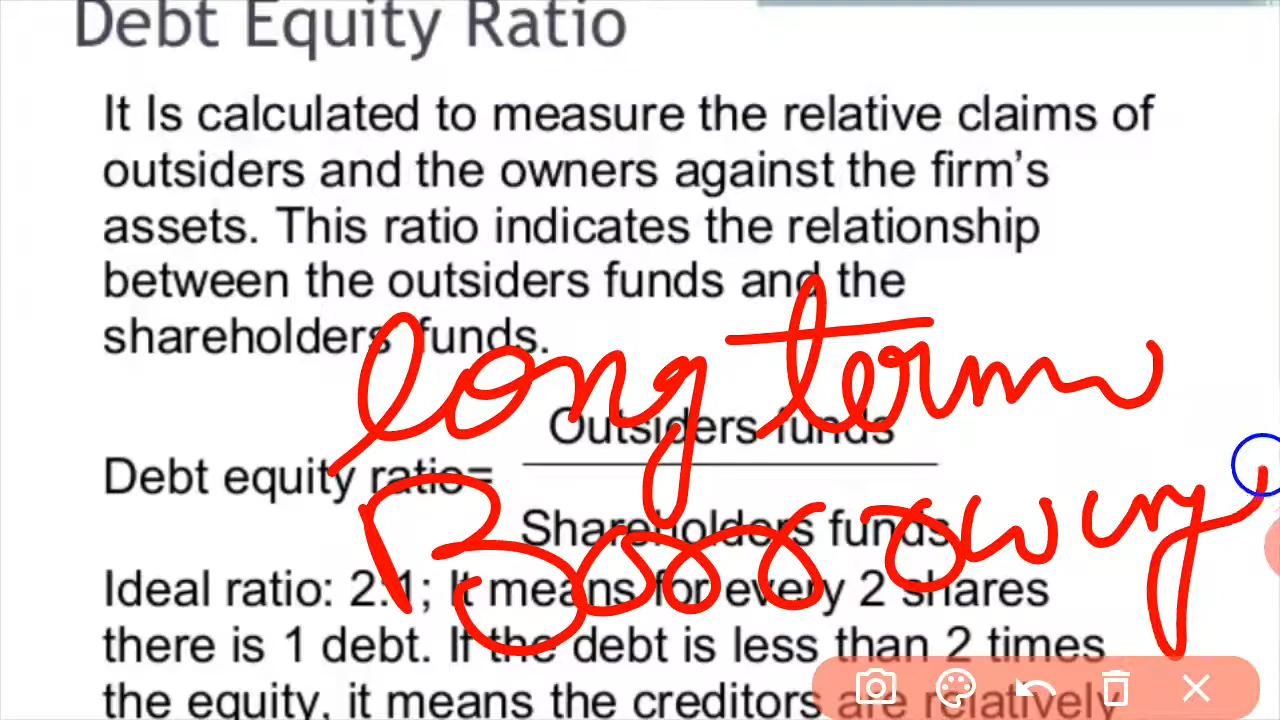 Debt Equity Ratio
It Is calculated to measure the relative claims of
outsiders and the owners against the firm's
assets. This ratio indicates the relationship
between the outsiders funds and the
shareholders funds.
long term
Outsiders funds
Debt equity ratio=
Borrowing
Shareholders funds
Ideal ratio: 2:1; It means for every 2 shares
there is 1 debt. If the debt is less than 2 times
the equity, it means the creditors are relatively